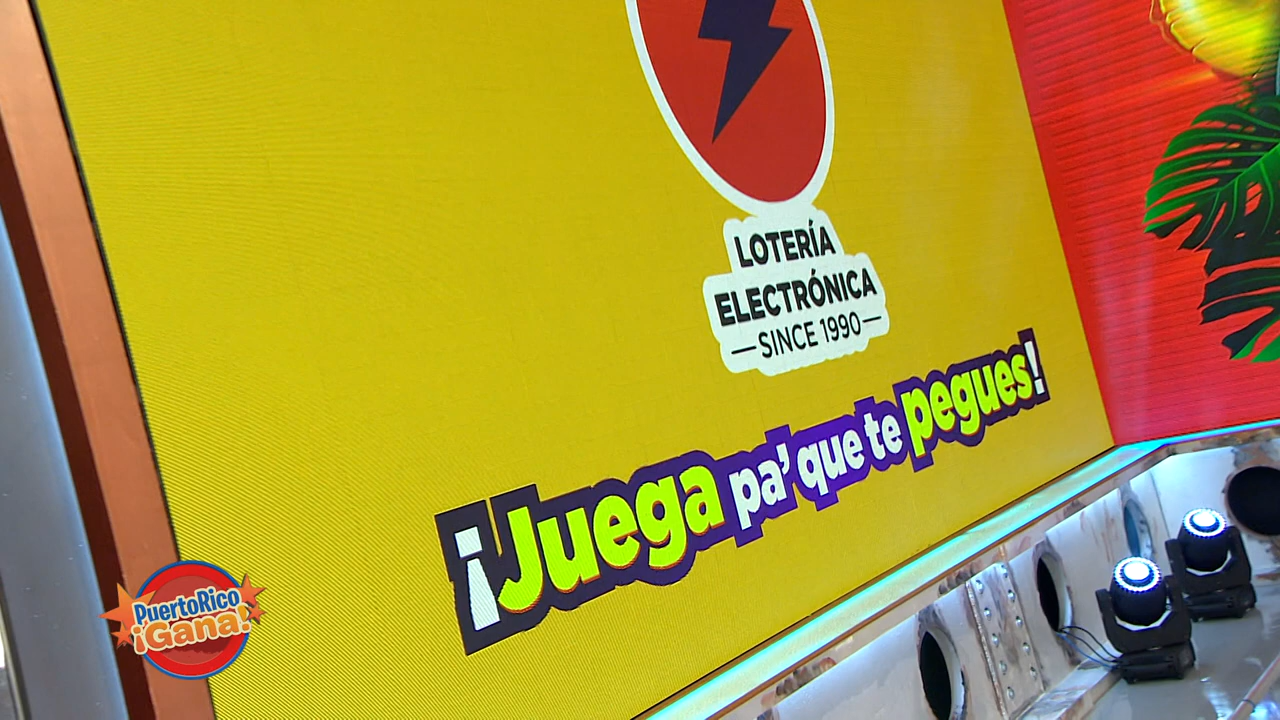 LOTERÍA
ELECTRÓNICA
SINCE 1990
¡Juega pa' que te pegues!
PuertoRico
¡Gana!